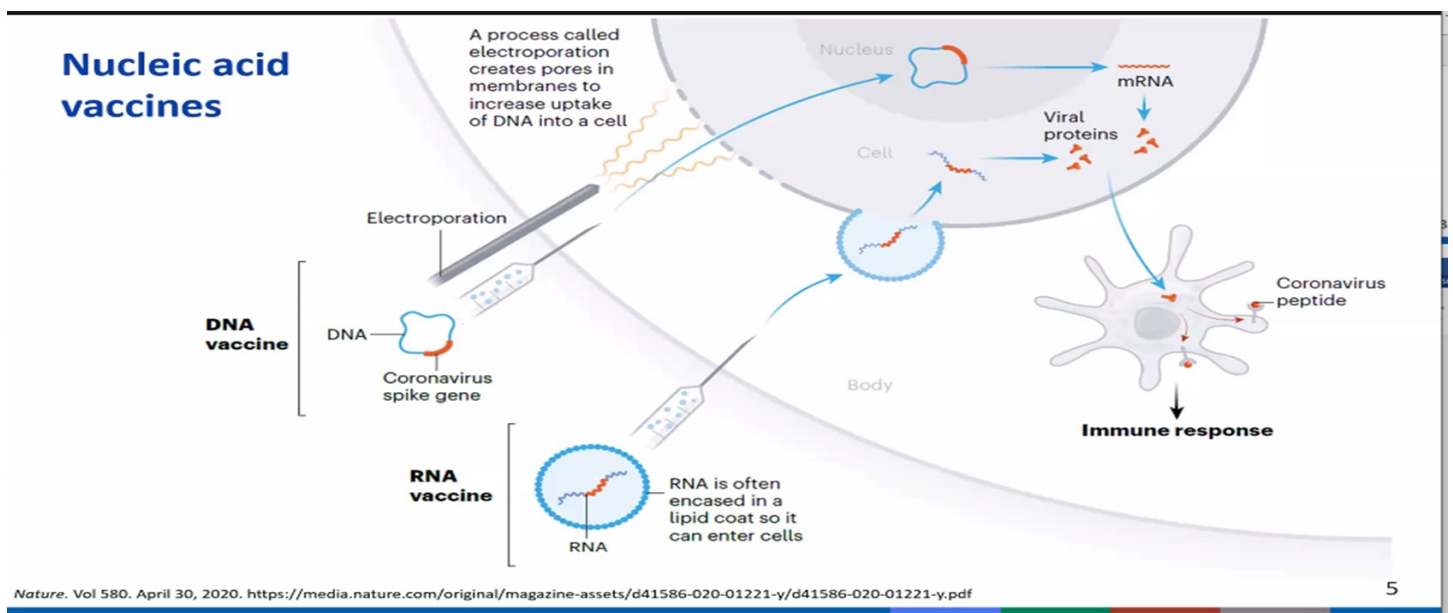 Nucleic acid
vaccines
A process called
electroporation
creates pores in
membranes to
increase uptake
of DNA into a cell
Nucleus
mRNA
Viral
proteins
Cell
Electroporation
DNA
vaccine
DNA
Coronavirus
spike gene
Coronavirus
peptide
Body
Immune response
RNA
vaccine
RNA is often
encased in a
lipid coat so it
can enter cells
RNA
5
Nature. Vol 580. April 30, 2020. https://media.nature.com/original/magazine-assets/d41586-020-01221-y/d41586-020-01221-y.pdf